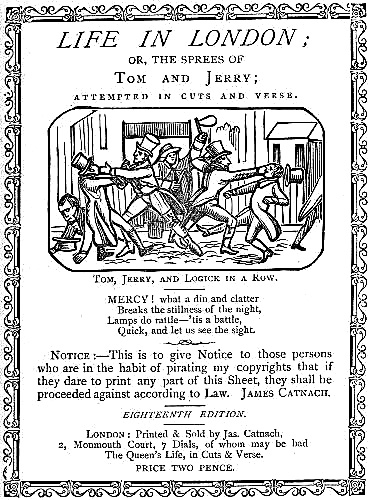 LIFE IN LONDON;
OR, THE SPREES OF
TOM AND JERRY;
ATTEMPTED IN CUTS AND VERSE.
TOM, JERRY, AND LOGICK IN A ROW.
MERCY! what a din and clatter
Breaks the stillness of the night,
Lamps do rattle—'tis a battle,
Quick, and let us see the sight.
NOTICE:—This is to give Notice to those persons
who are in the habit of pirating my copyrights that if
they dare to print any part of this Sheet, they shall be
proceeded against according to Law. JAMES CATNACH.
EIGHTEENTH EDITION.
LONDON: Printed & Sold by Jas. Catnach,
2, Monmouth Court, 7 Dials, of whom may be had
The Queen's Life, in Cuts & Verse.
PRICE TWO PENCE.